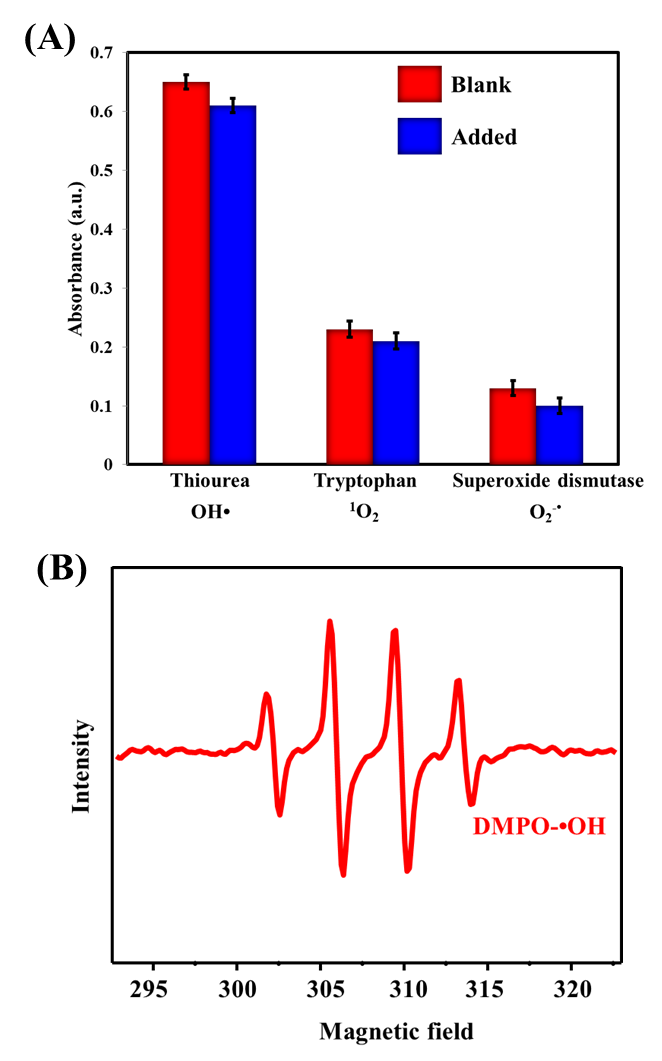 (A)
0.7
0.6
0.5
0.4
0.3
0.2
0.1
0
Absorbance (a.u.)
Blank
Added
Thiourea Tryptophan Superoxide dismutase
OH• ¹O₂ O₂⁻•
(B)
Intensity
DMPO-•OH
295 300 305 310 315 320
Magnetic field